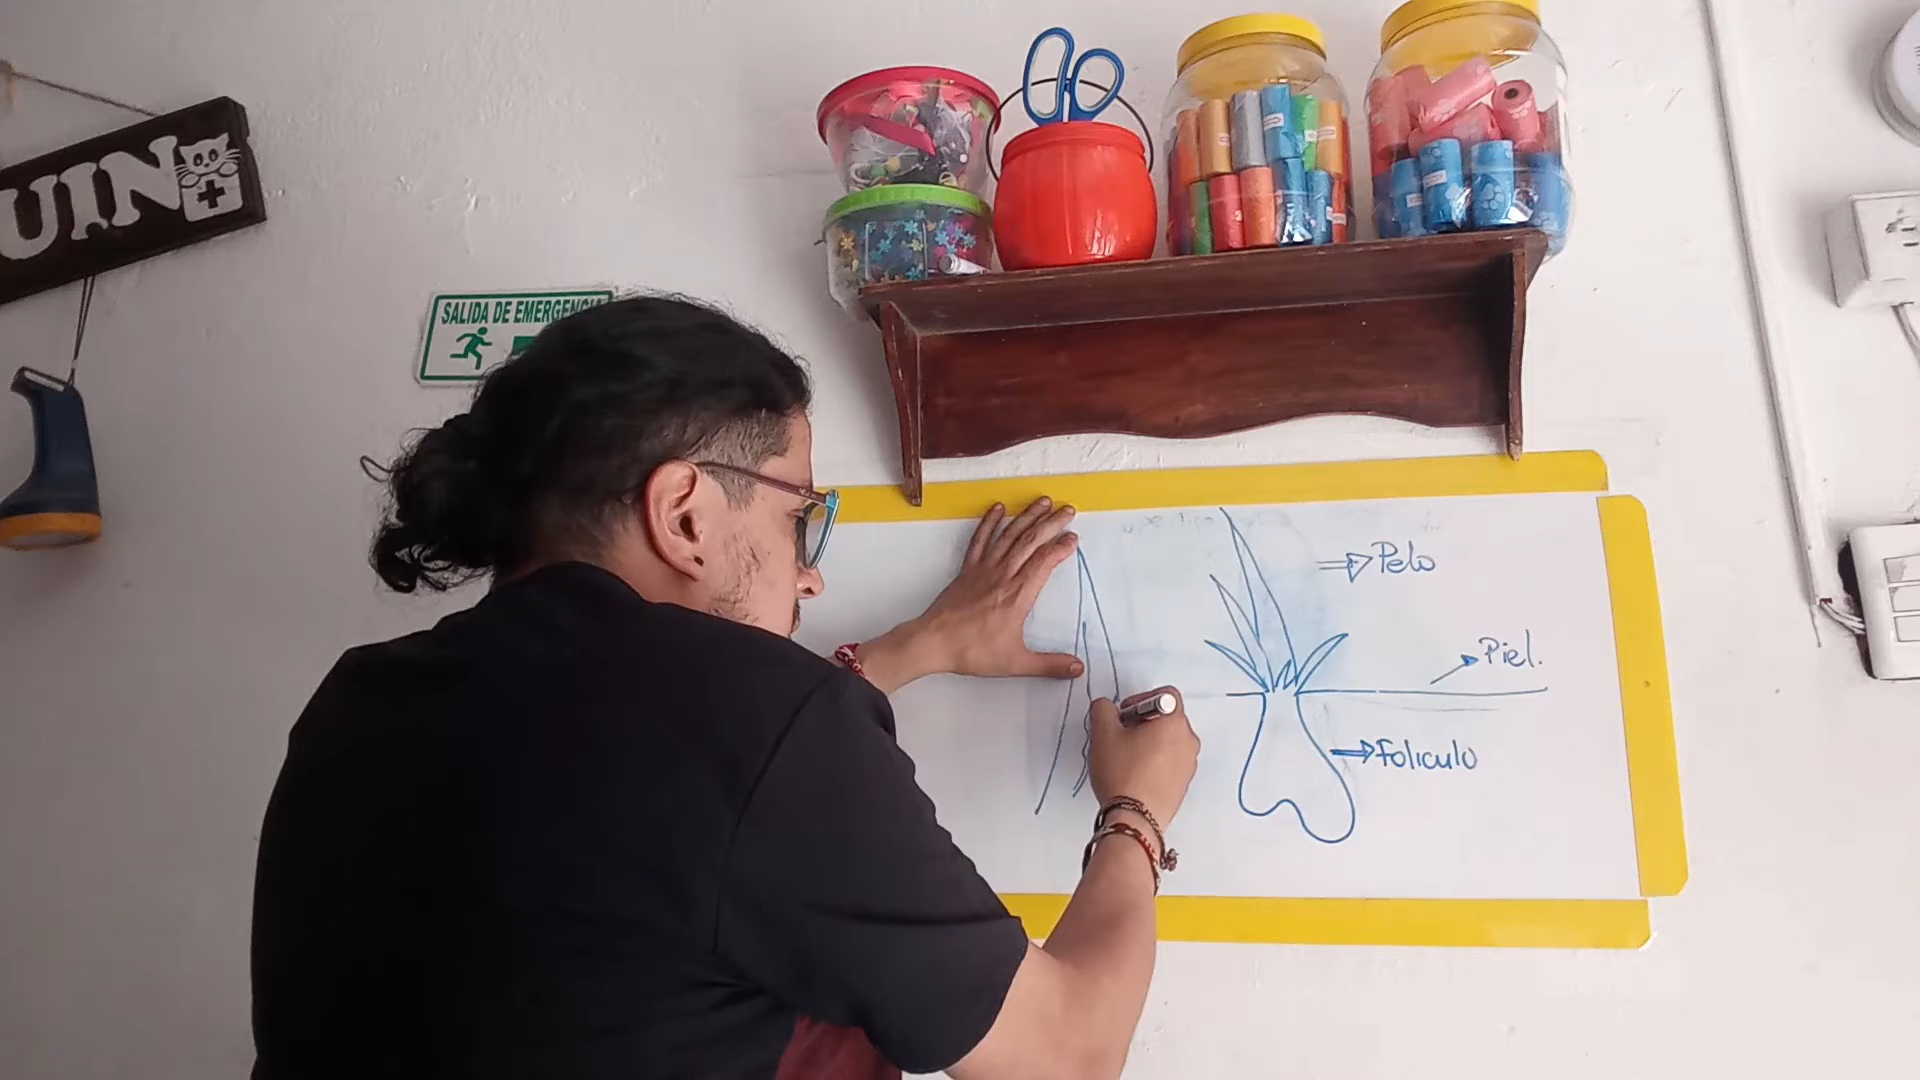 UIN
SALIDA DE EMERGENCIA
Pelo
Piel.
Foliculo